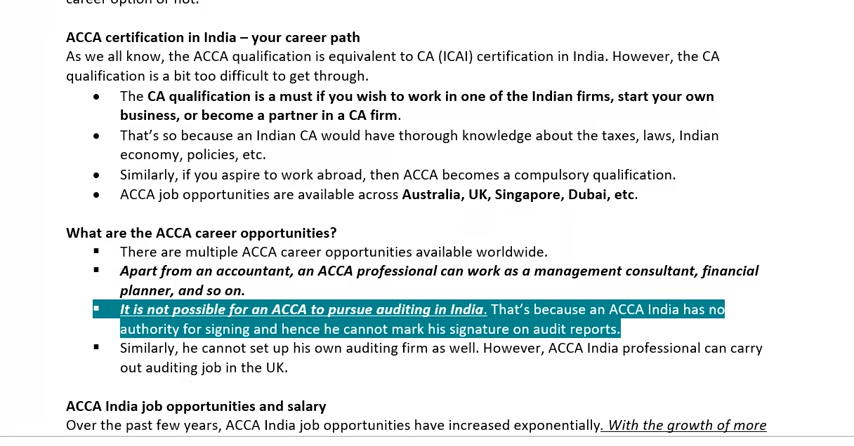 career option or not.
ACCA certification in India – your career path
As we all know, the ACCA qualification is equivalent to CA (ICAI) certification in India. However, the CA
qualification is a bit too difficult to get through.
• The CA qualification is a must if you wish to work in one of the Indian firms, start your own
business, or become a partner in a CA firm.
• That's so because an Indian CA would have thorough knowledge about the taxes, laws, Indian
economy, policies, etc.
• Similarly, if you aspire to work abroad, then ACCA becomes a compulsory qualification.
• ACCA job opportunities are available across Australia, UK, Singapore, Dubai, etc.
What are the ACCA career opportunities?
▪ There are multiple ACCA career opportunities available worldwide.
▪ Apart from an accountant, an ACCA professional can work as a management consultant, financial
planner, and so on.
▪ It is not possible for an ACCA to pursue auditing in India. That's because an ACCA India has no
authority for signing and hence he cannot mark his signature on audit reports.
▪ Similarly, he cannot set up his own auditing firm as well. However, ACCA India professional can carry
out auditing job in the UK.
ACCA India job opportunities and salary
Over the past few years, ACCA India job opportunities have increased exponentially. With the growth of more